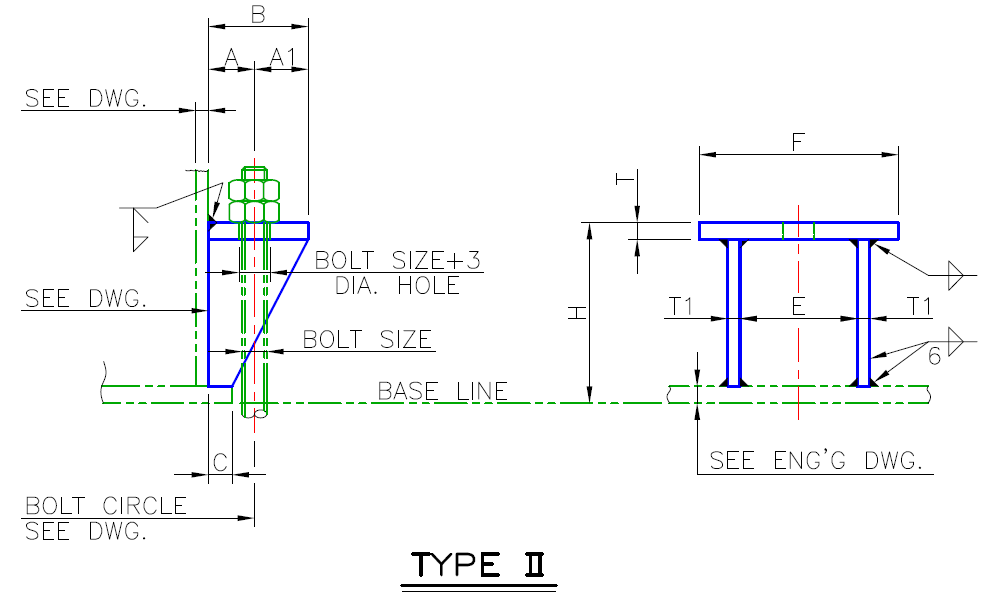 B
A A1
SEE DWG.
F
T
BOLT SIZE+3
DIA. HOLE
SEE DWG.
H
T1 E T1
BOLT SIZE
6
BASE LINE
C
SEE ENG'G DWG.
BOLT CIRCLE
SEE DWG.
TYPE II